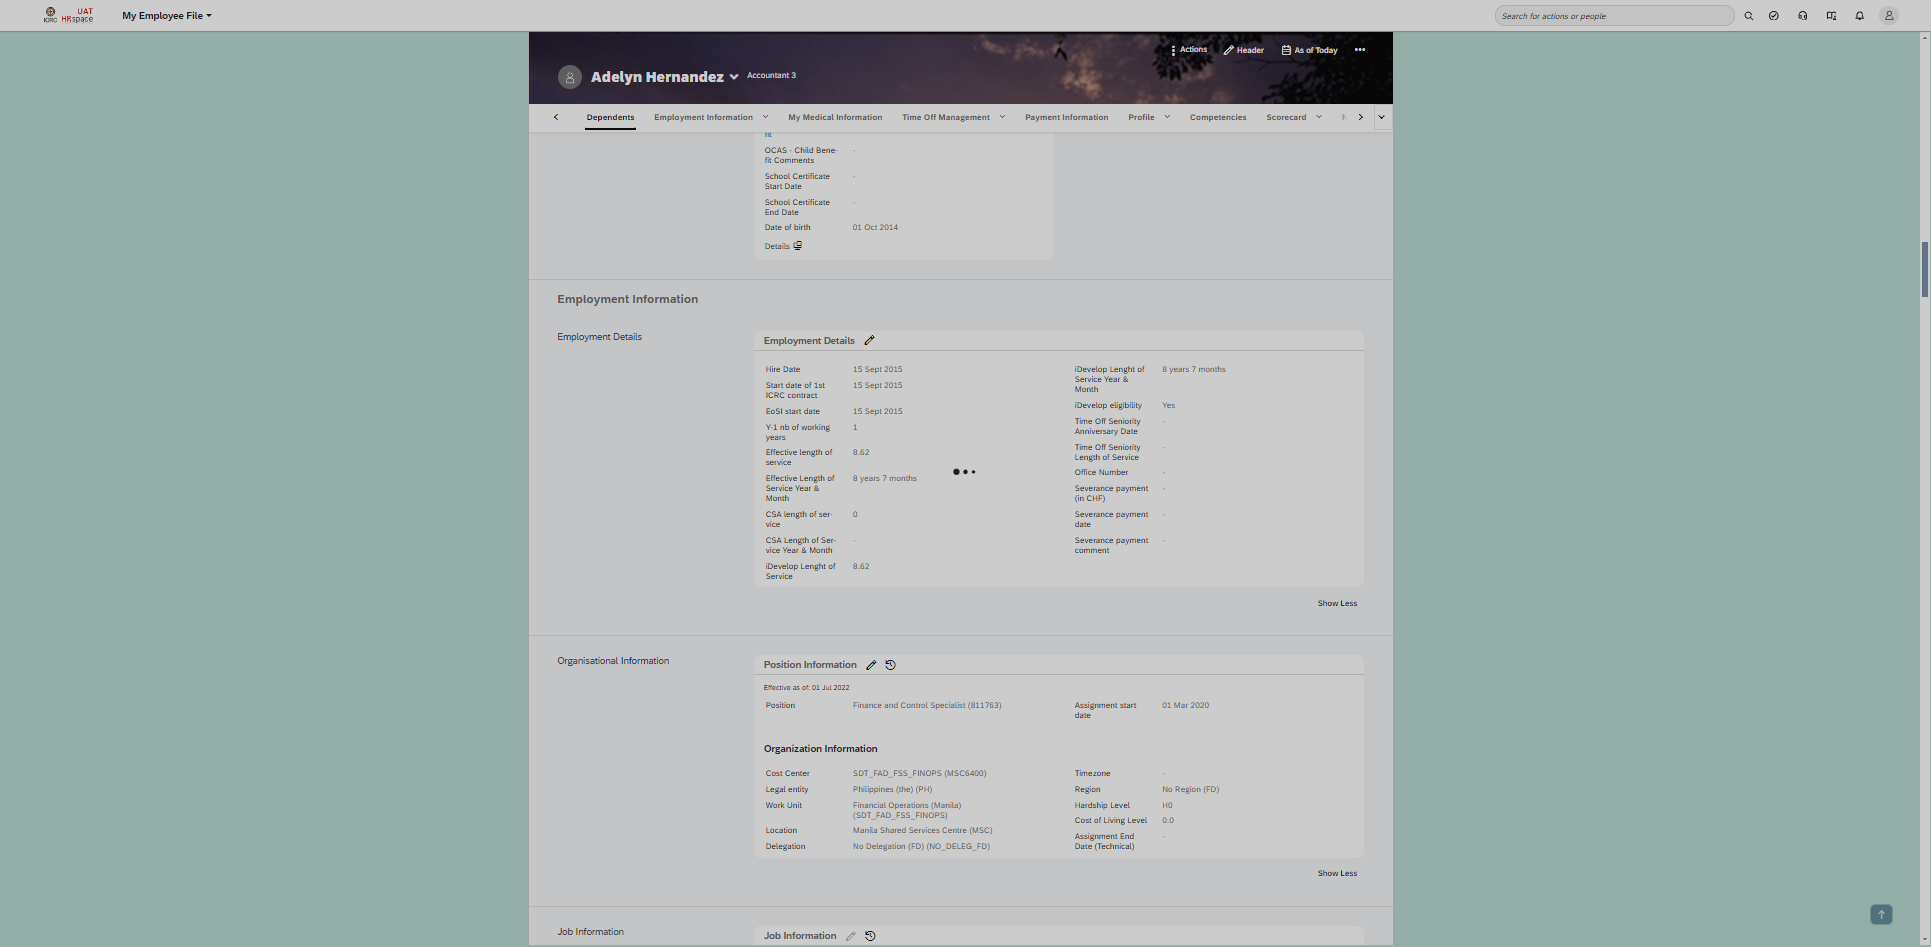 ICRC
UAT
HRspace
My Employee File
Search for actions or people
Actions
Header
As of Today
Adelyn Hernandez
Accountant 3
Dependents
Employment Information
My Medical Information
Time Off Management
Payment Information
Profile
Competencies
Scorecard
fit
OCAS - Child Bene-
fit Comments
-
School Certificate
Start Date
-
School Certificate
End Date
-
Date of birth
01 Oct 2014
Details
Employment Information
Employment Details
Employment Details
Hire Date
15 Sept 2015
Start date of 1st
ICRC contract
15 Sept 2015
EoSI start date
15 Sept 2015
Y-1 nb of working
years
1
Effective length of
service
8.62
Effective Length of
Service Year &
Month
8 years 7 months
CSA length of ser-
vice
0
CSA Length of Ser-
vice Year & Month
-
iDevelop Lenght of
Service
8.62
iDevelop Lenght of
Service Year &
Month
8 years 7 months
iDevelop eligibility
Yes
Time Off Seniority
Anniversary Date
-
Time Off Seniority
Length of Service
-
Office Number
-
Severance payment
(in CHF)
-
Severance payment
date
-
Severance payment
comment
-
Show Less
Organisational Information
Position Information
Effective as of: 01 Jul 2022
Position
Finance and Control Specialist (811763)
Assignment start
date
01 Mar 2020
Organization Information
Cost Center
SDT_FAD_FSS_FINOPS (MSC6400)
Legal entity
Philippines (the) (PH)
Work Unit
Financial Operations (Manila)
(SDT_FAD_FSS_FINOPS)
Location
Manila Shared Services Centre (MSC)
Delegation
No Delegation (FD) (NO_DELEG_FD)
Timezone
-
Region
No Region (FD)
Hardship Level
H0
Cost of Living Level
0.0
Assignment End
Date (Technical)
-
Show Less
Job Information
Job Information